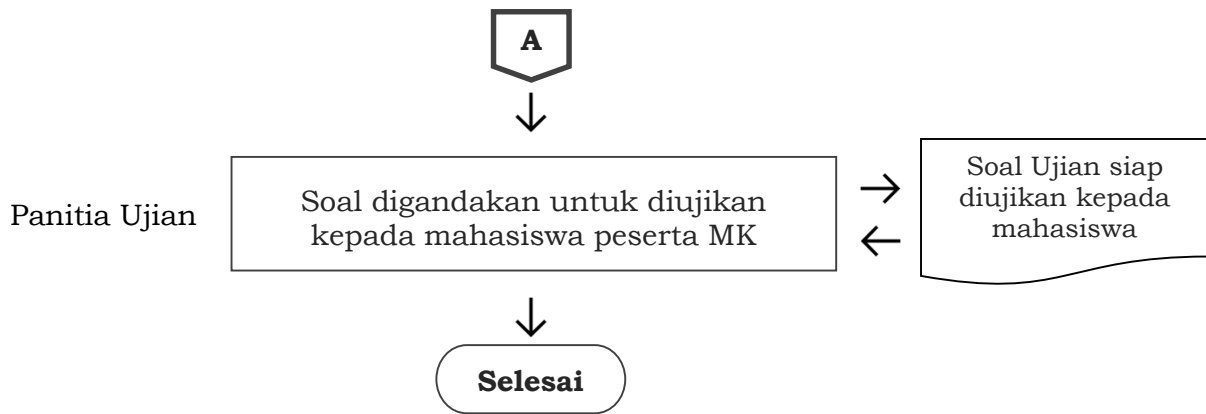 A
Panitia Ujian
Soal digandakan untuk diujikan
kepada mahasiswa peserta MK
Soal Ujian siap
diujikan kepada
mahasiswa
Selesai